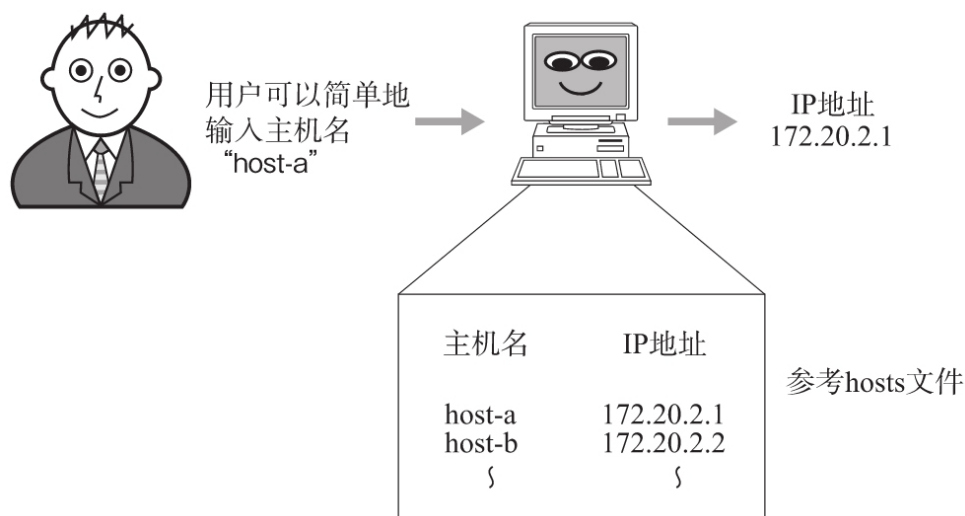 用户可以简单地
输入主机名
“host-a”
IP地址
172.20.2.1
主机名 IP地址
host-a 172.20.2.1
host-b 172.20.2.2
参考hosts文件